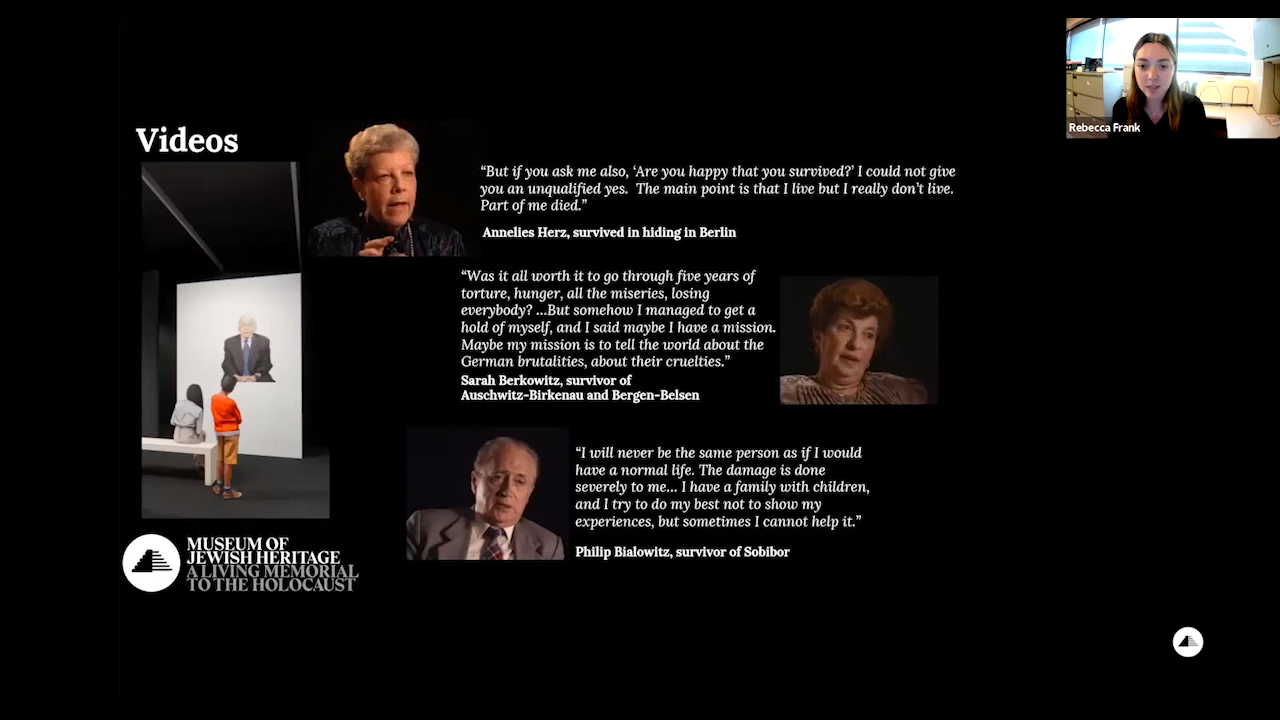 Rebecca Frank
Videos
“But if you ask me also, ‘Are you happy that you survived?’ I could not give
you an unqualified yes. The main point is that I live but I really don’t live.
Part of me died.”
Annelies Herz, survived in hiding in Berlin
“Was it all worth it to go through five years of
torture, hunger, all the miseries, losing
everybody? ...But somehow I managed to get a
hold of myself, and I said maybe I have a mission.
Maybe my mission is to tell the world about the
German brutalities, about their cruelties.”
Sarah Berkowitz, survivor of
Auschwitz-Birkenau and Bergen-Belsen
“I will never be the same person as if I would
have a normal life. The damage is done
severely to me... I have a family with children,
and I try to do my best not to show my
experiences, but sometimes I cannot help it.”
Philip Bialowitz, survivor of Sobibor
MUSEUM OF
JEWISH HERITAGE
A LIVING MEMORIAL
TO THE HOLOCAUST